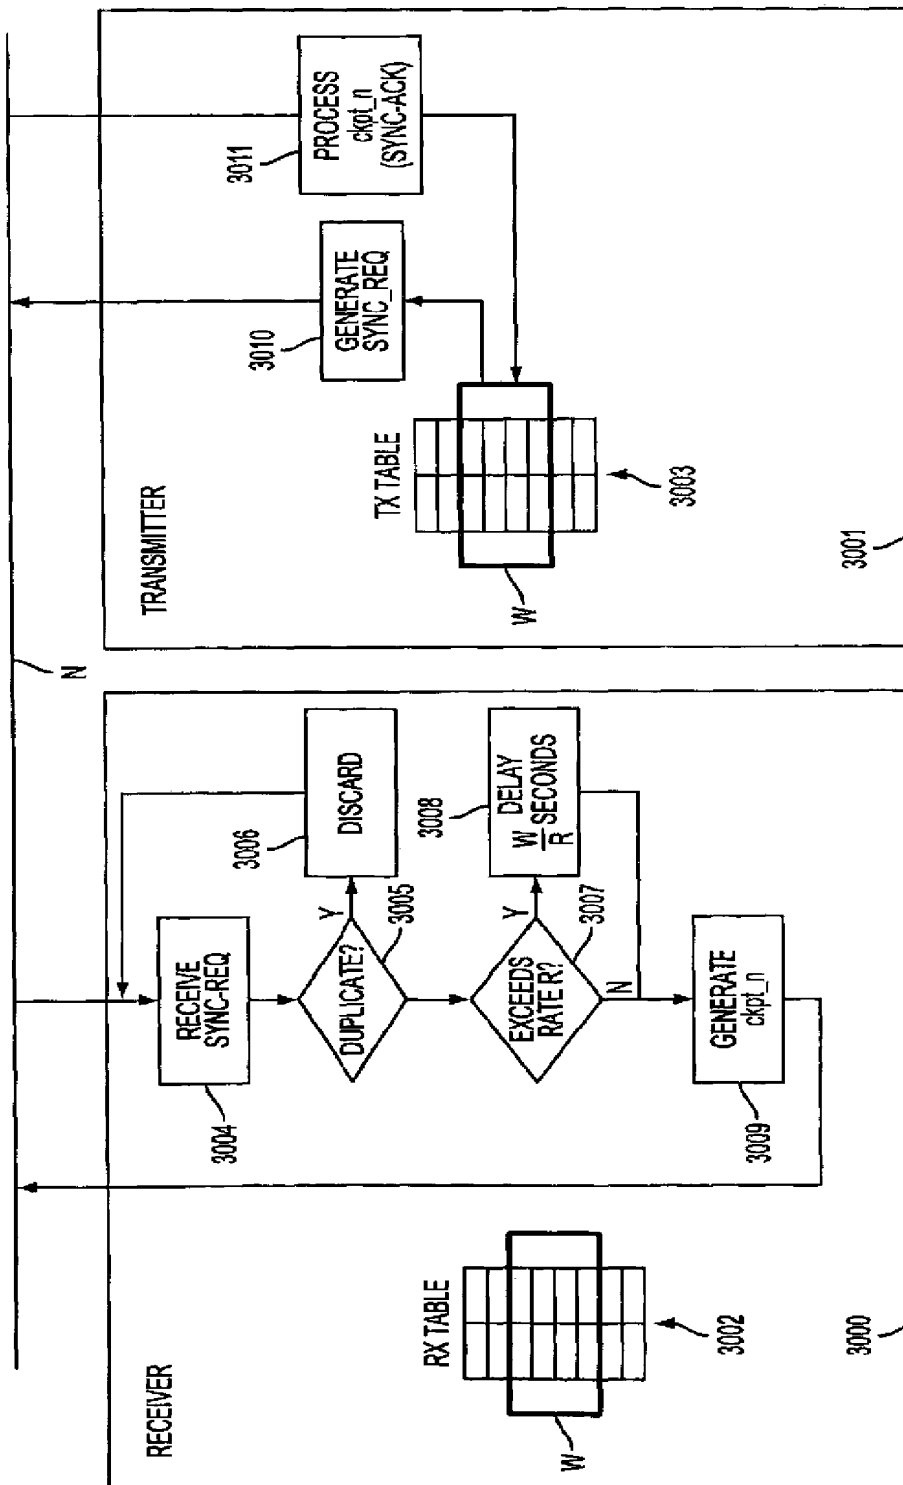 RECEIVER
RX TABLE
W
3002
3000
RECEIVE
SYNC-REQ
3004
DUPLICATE?
3005
Y
DISCARD
3006
EXCEEDS
RATE R?
3007
Y
N
DELAY
W
R
SECONDS
3008
GENERATE
ckpt_n
3009
N
TRANSMITTER
TX TABLE
W
3003
3001
GENERATE
SYNC_REQ
3010
PROCESS
ckpt_n
(SYNC-ACK)
3011